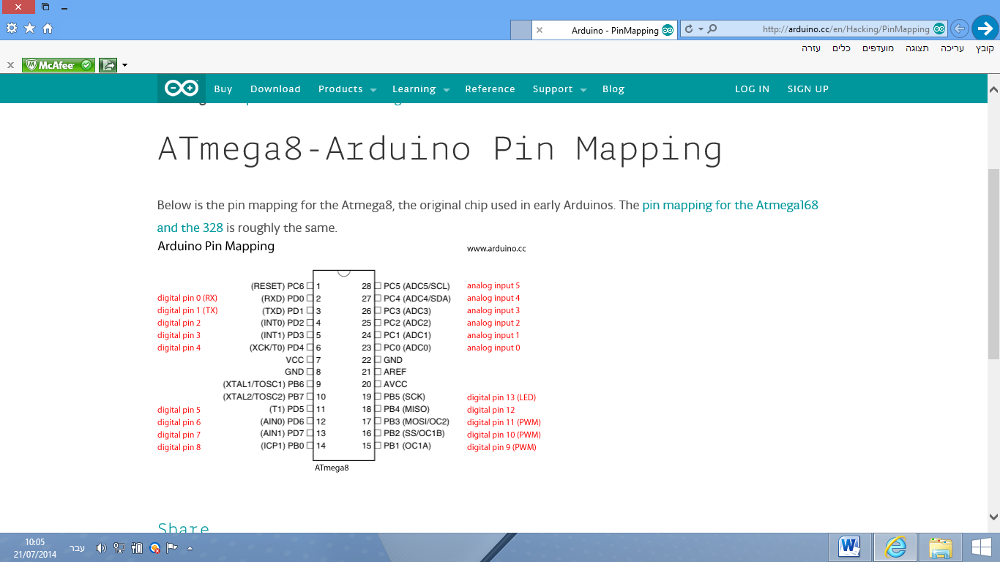 Arduino - PinMapping
http://arduino.cc/en/Hacking/PinMapping
קובץ עריכה תצוגה מועדפים כלים עזרה
McAfee
Buy Download Products Learning Reference Support Blog LOG IN SIGN UP
ATmega8-Arduino Pin Mapping
Below is the pin mapping for the Atmega8, the original chip used in early Arduinos. The pin mapping for the Atmega168
and the 328 is roughly the same.
Arduino Pin Mapping www.arduino.cc
(RESET) PC6 1 28 PC5 (ADC5/SCL) analog input 5
digital pin 0 (RX) (RXD) PD0 2 27 PC4 (ADC4/SDA) analog input 4
digital pin 1 (TX) (TXD) PD1 3 26 PC3 (ADC3) analog input 3
digital pin 2 (INT0) PD2 4 25 PC2 (ADC2) analog input 2
digital pin 3 (INT1) PD3 5 24 PC1 (ADC1) analog input 1
digital pin 4 (XCK/T0) PD4 6 23 PC0 (ADC0) analog input 0
VCC 7 22 GND
GND 8 21 AREF
(XTAL1/TOSC1) PB6 9 20 AVCC
(XTAL2/TOSC2) PB7 10 19 PB5 (SCK) digital pin 13 (LED)
digital pin 5 (T1) PD5 11 18 PB4 (MISO) digital pin 12
digital pin 6 (AIN0) PD6 12 17 PB3 (MOSI/OC2) digital pin 11 (PWM)
digital pin 7 (AIN1) PD7 13 16 PB2 (SS/OC1B) digital pin 10 (PWM)
digital pin 8 (ICP1) PB0 14 15 PB1 (OC1A) digital pin 9 (PWM)
ATmega8
Share
10:05
21/07/2014
עבר